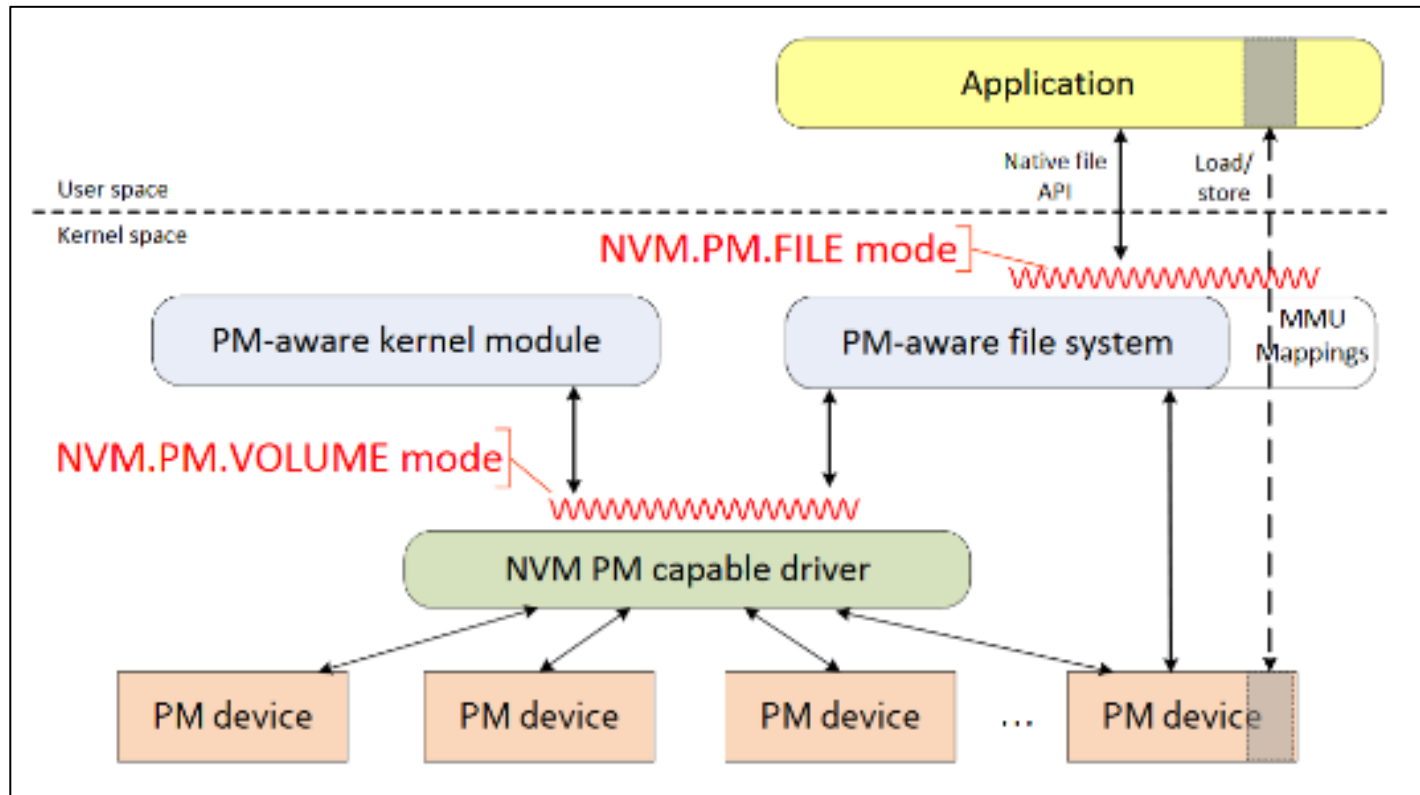 Application
Native file
API
Load/
store
User space
Kernel space
NVM.PM.FILE mode
PM-aware kernel module
PM-aware file system
MMU
Mappings
NVM.PM.VOLUME mode
NVM PM capable driver
PM device
PM device
PM device
...
PM device